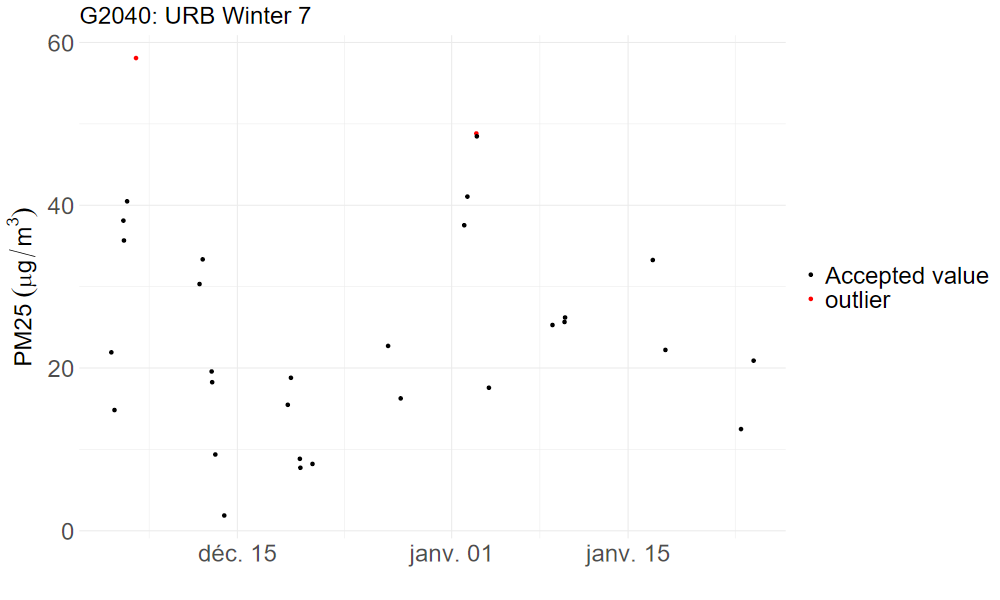 G2040: URB Winter 7
60
40
20
0
PM25 (μg/m³)
déc. 15
janv. 01
janv. 15
Accepted value
outlier